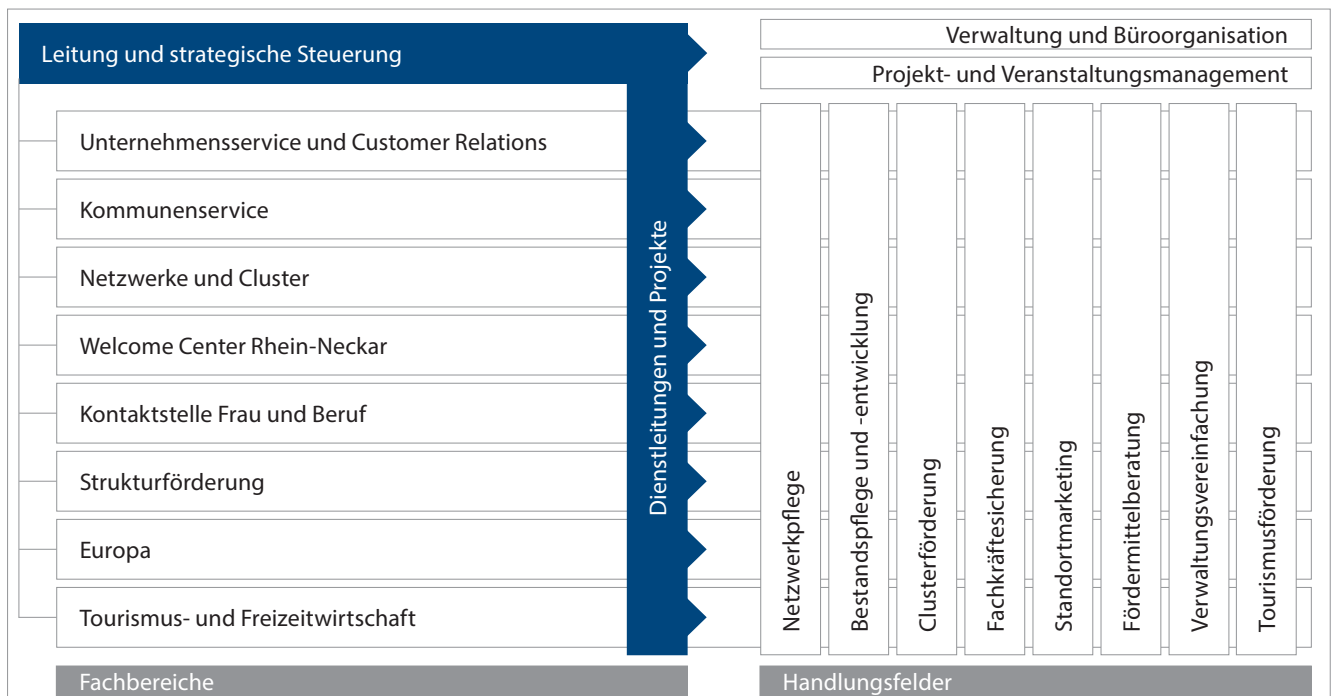 Leitung und strategische Steuerung
Verwaltung und Büroorganisation
Projekt- und Veranstaltungsmanagement
Unternehmensservice und Customer Relations
Kommunenservice
Netzwerke und Cluster
Welcome Center Rhein-Neckar
Kontaktstelle Frau und Beruf
Strukturförderung
Europa
Tourismus- und Freizeitwirtschaft
Dienstleitungen und Projekte
Netzwerkpflege
Bestandspflege und -entwicklung
Clusterförderung
Fachkräftesicherung
Standortmarketing
Fördermittelberatung
Verwaltungsvereinfachung
Tourismusförderung
Fachbereiche
Handlungsfelder